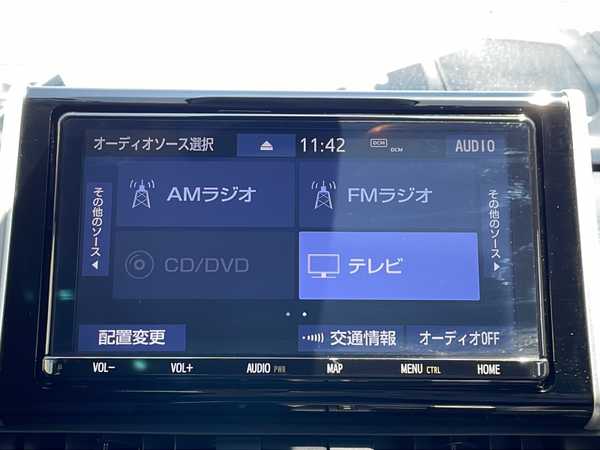 オーディオソース選択 11:42 DCM DCM AUDIO
その他のソース
AMラジオ FMラジオ
CD/DVD テレビ
その他のソース
配置変更 交通情報 オーディオOFF
VOL- VOL+ AUDIO PWR MAP MENU CTRL HOME